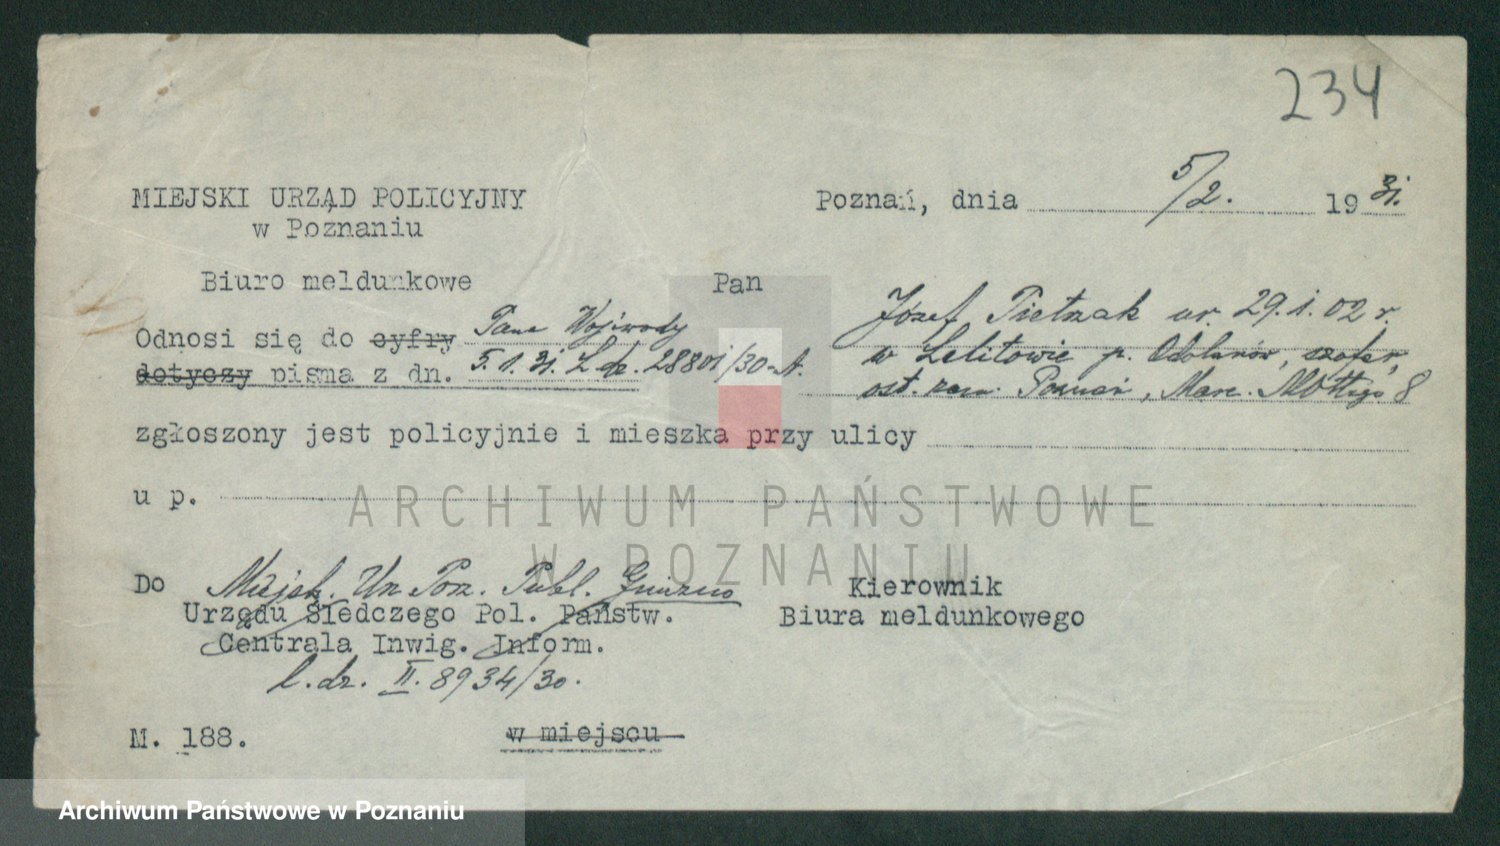 234
MIEJSKI URZĄD POLICYJNY
w Poznaniu
Poznań, dnia 5/2. 1931.
Biuro meldunkowe
Pan Józef Pietrzak ur. 29.1.02 r.
Odnosi się do cyfry Pana Wojewody
w p. Odolanów, szofer,
dotyczy pisma z dn. 5.1.31. L. dz. 28801/30-A.
ost. zam. Poznań, Marc. Mottego 8
zgłoszony jest policyjnie i mieszka przy ulicy
u p.
ARCHIWUM PAŃSTWOWE
W POZNANIU
Do Miejsk. Urz. Publ. Gniezno
Urzędu Śledczego Pol. Państw.
Centrala Inwig. Inform.
l. dz. II. 8934/30.
Kierownik
Biura meldunkowego
M. 188.
w miejscu
Archiwum Państwowe w Poznaniu